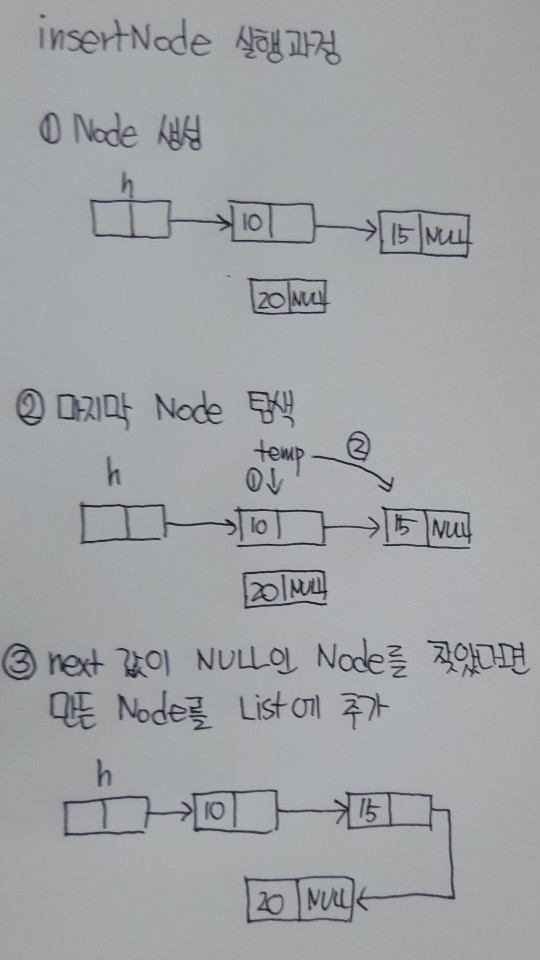 insertNode 실행과정
① Node 생성
h
10
15 NULL
20 NULL
② 마지막 Node 탐색
temp ②
h ①
10
15 NULL
20 NULL
③ next 값이 NULL인 Node를 찾았다면
만든 Node를 List에 추가
h
10
15
20 NULL